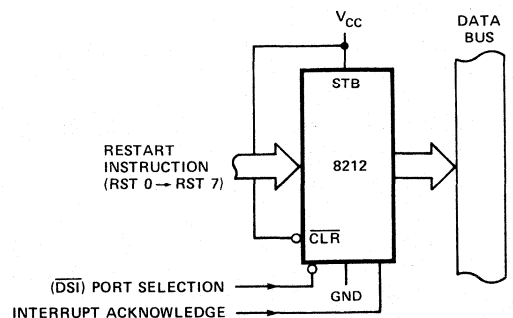 VCC
DATA
BUS
STB
RESTART
INSTRUCTION
(RST 0→RST 7)
8212
CLR
(DSI) PORT SELECTION
GND
INTERRUPT ACKNOWLEDGE